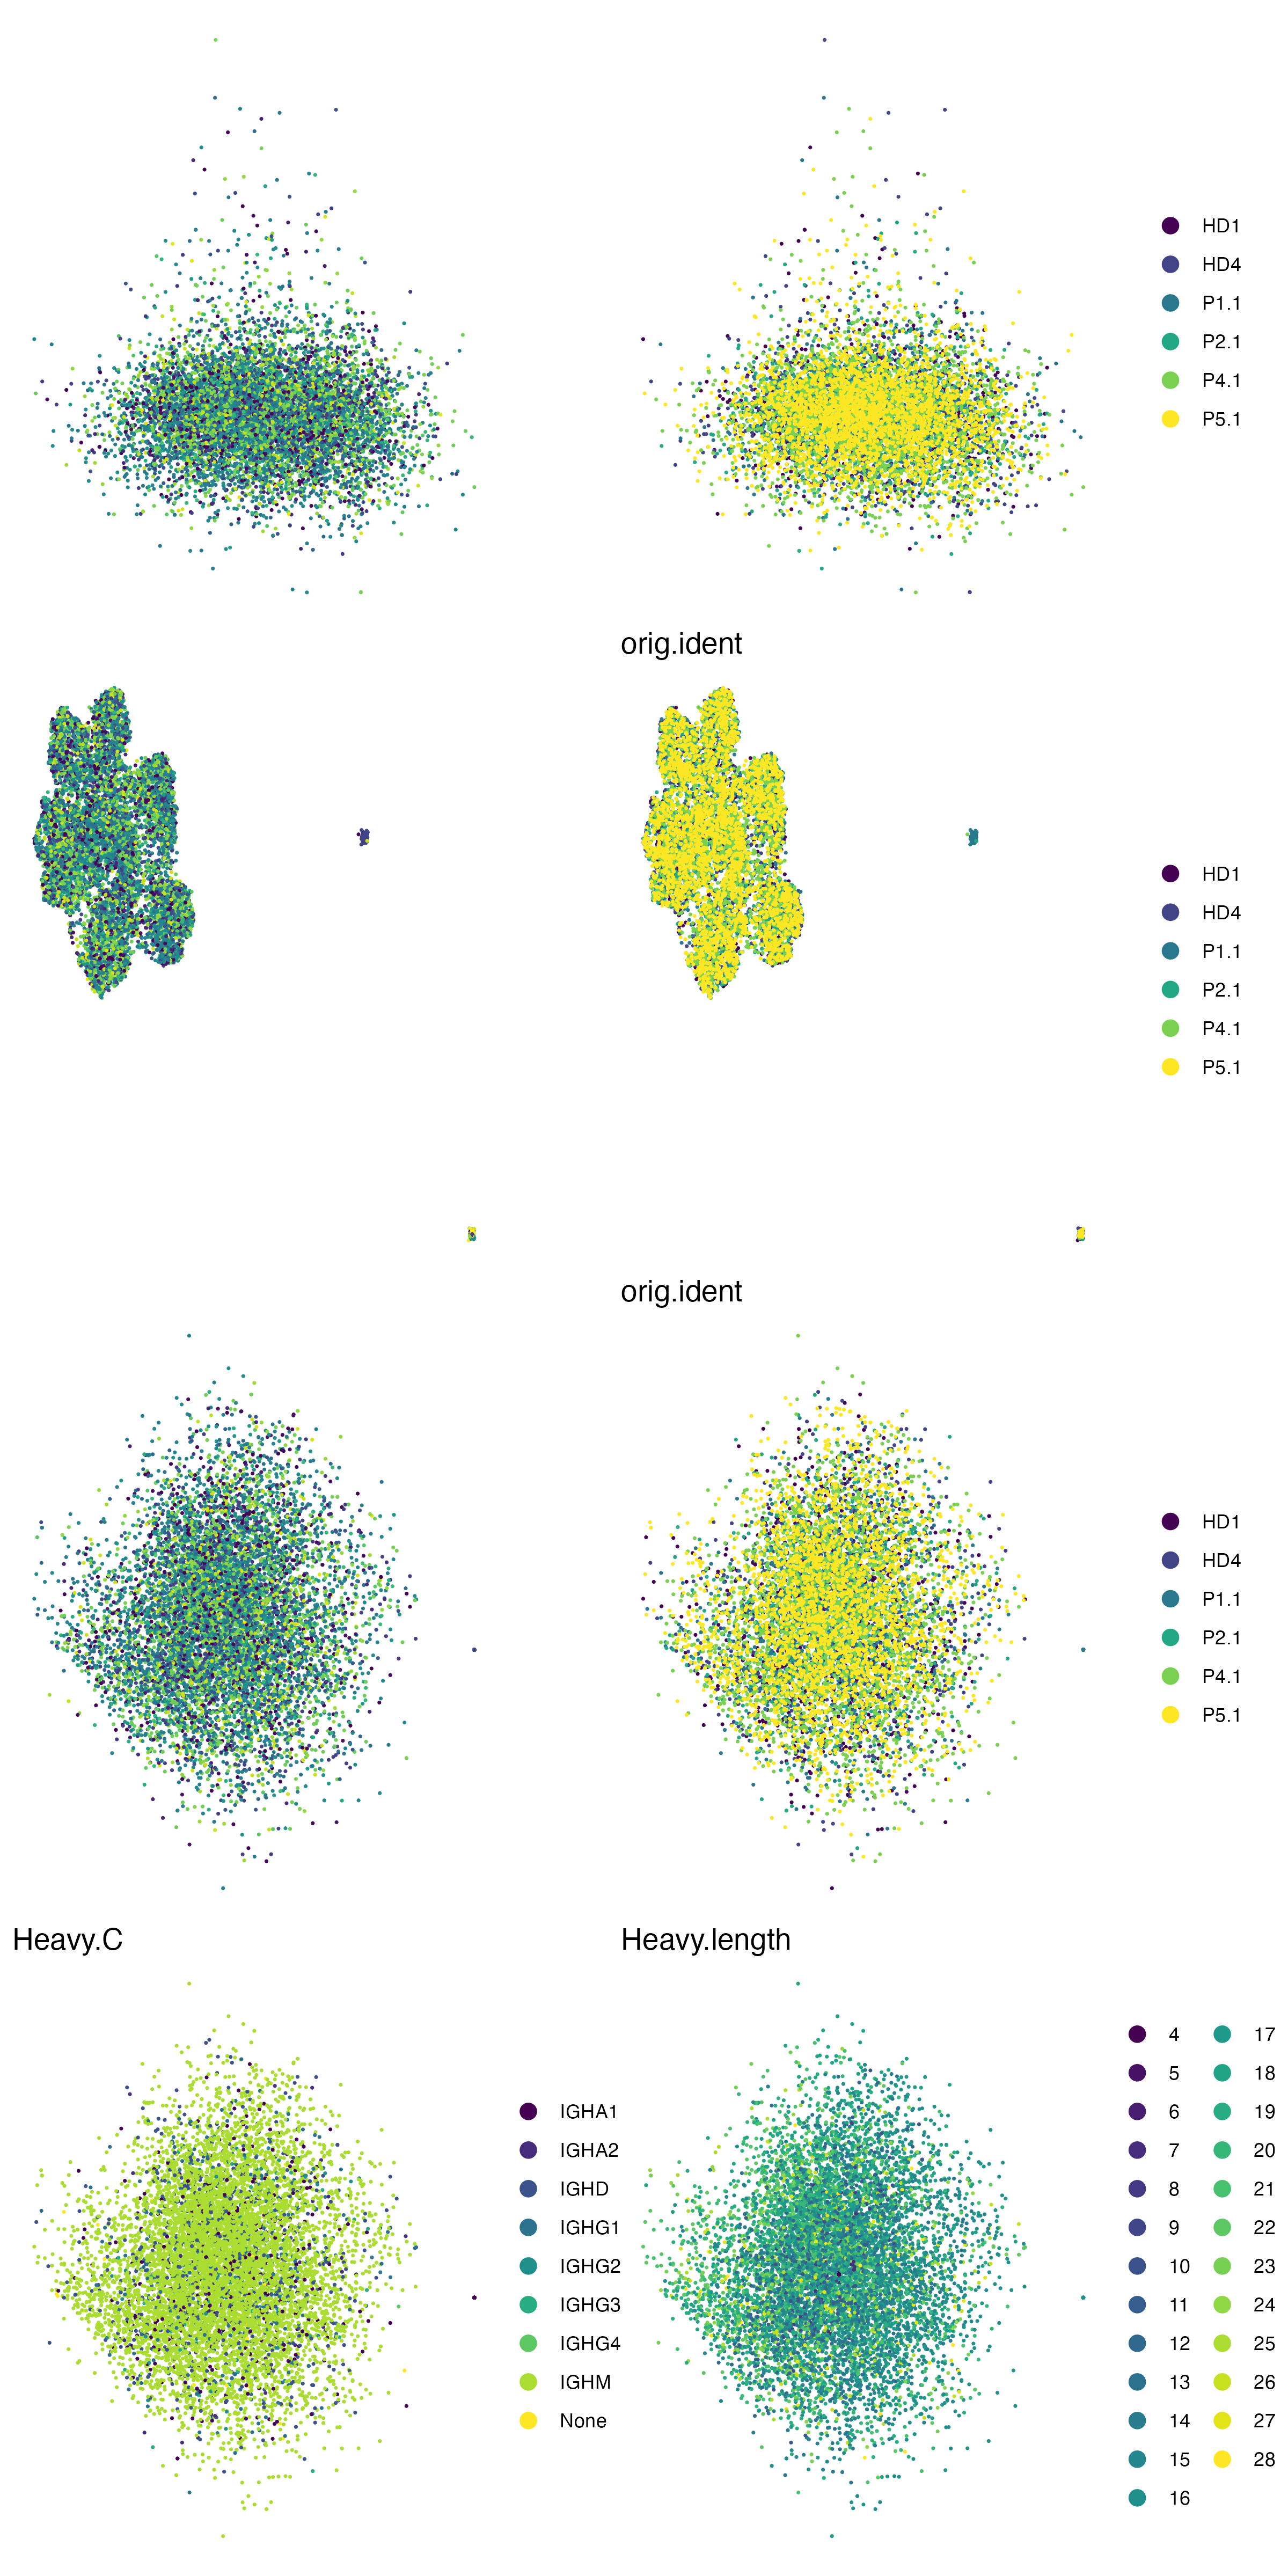 HD1
HD4
P1.1
P2.1
P4.1
P5.1
orig.ident
HD1
HD4
P1.1
P2.1
P4.1
P5.1
orig.ident
HD1
HD4
P1.1
P2.1
P4.1
P5.1
Heavy.C
IGHA1
IGHA2
IGHD
IGHG1
IGHG2
IGHG3
IGHG4
IGHM
None
Heavy.length
4 17
5 18
6 19
7 20
8 21
9 22
10 23
11 24
12 25
13 26
14 27
15 28
16